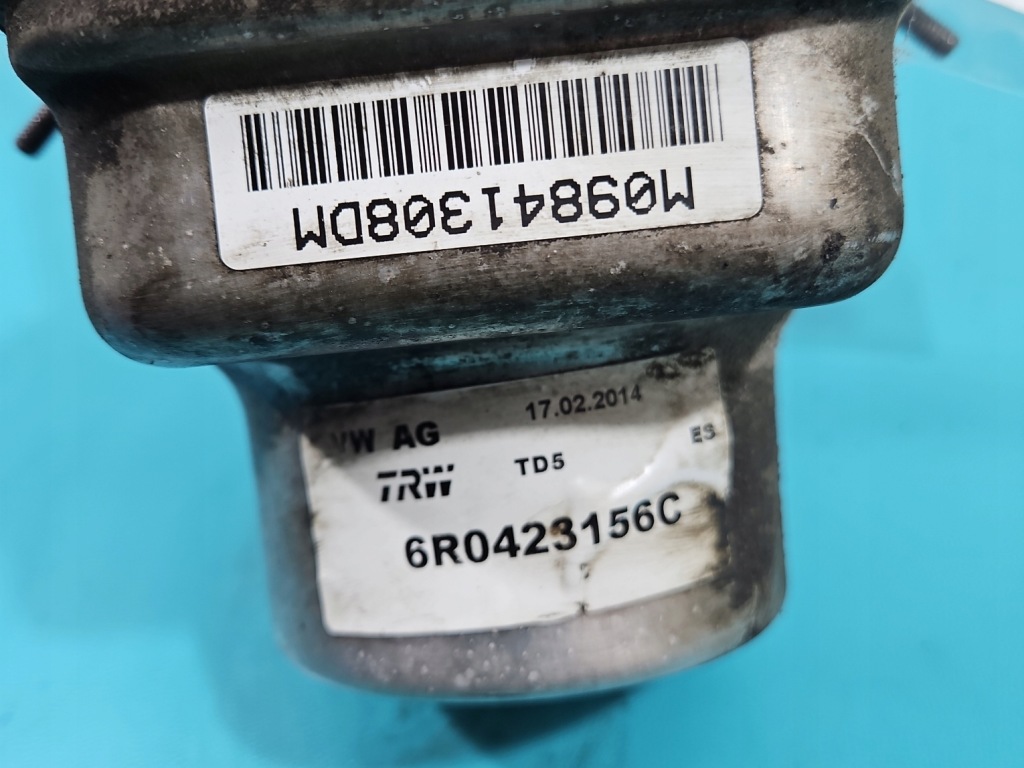 M09841308DM
VW AG 17.02.2014
TRW TD5 ES
6R0423156C